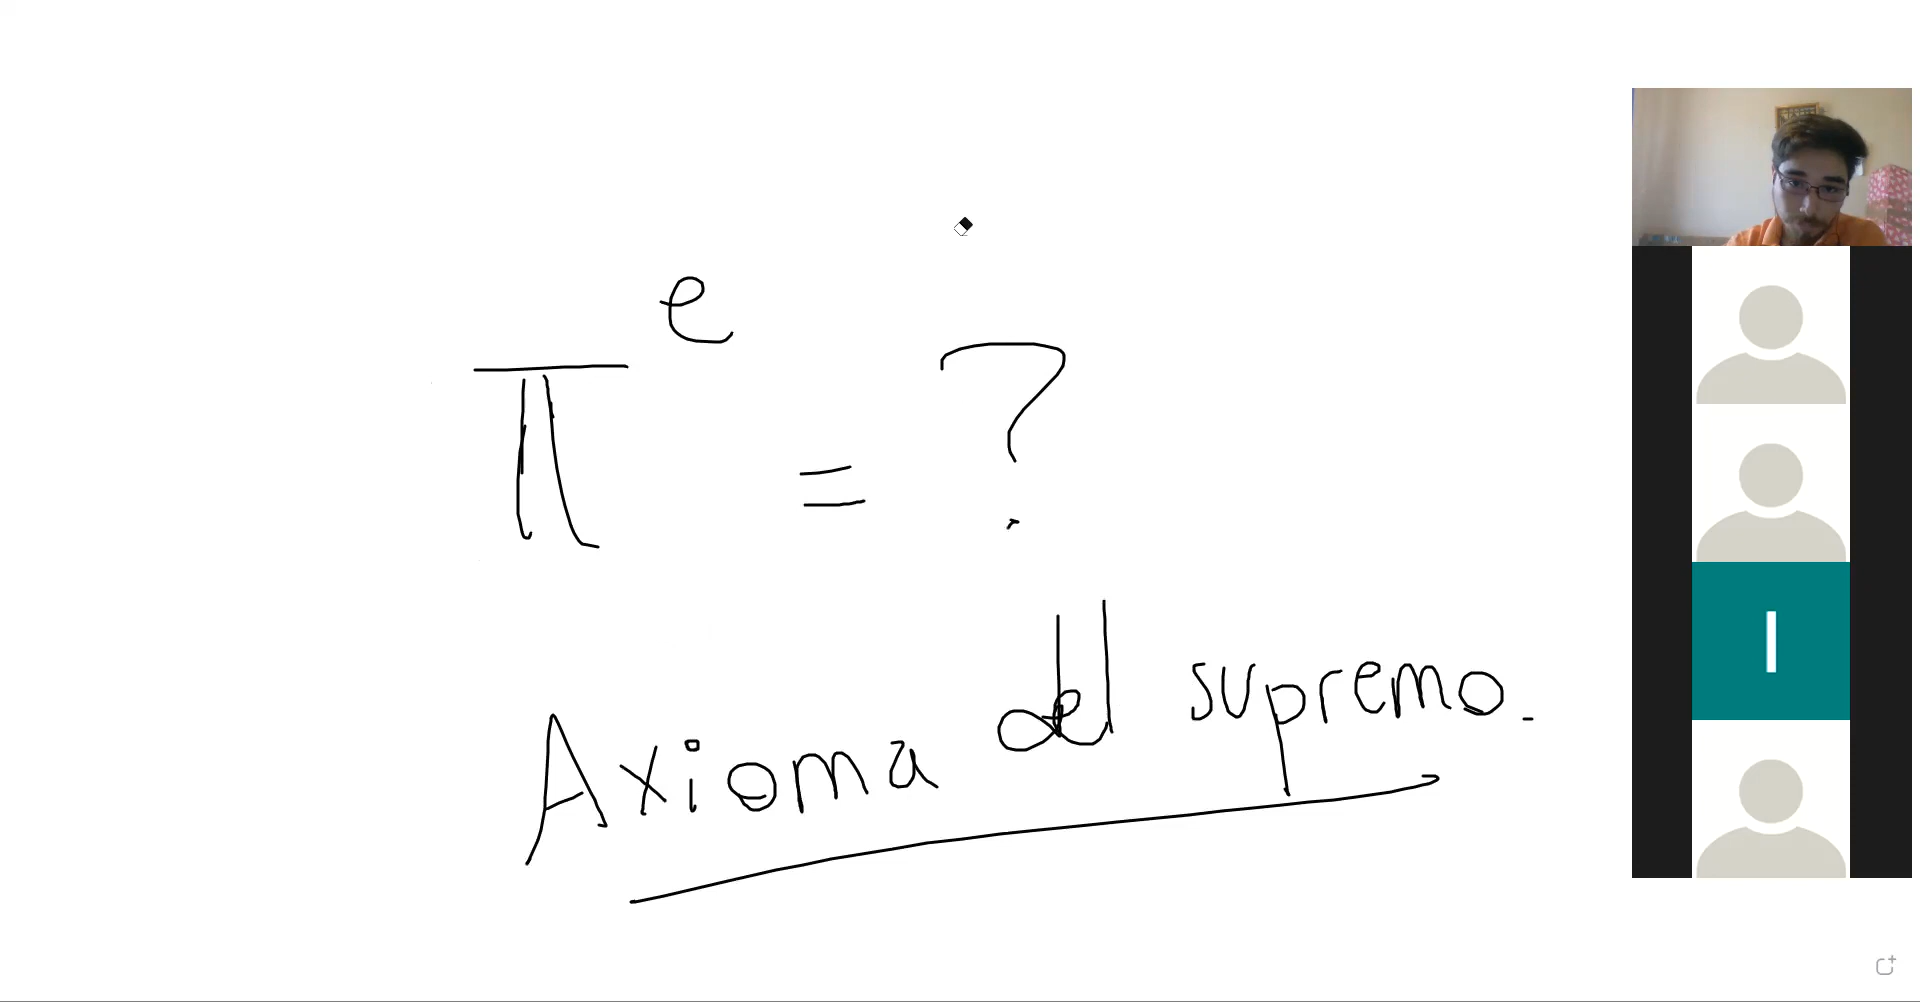 π^e = ?
Axioma del supremo.
I